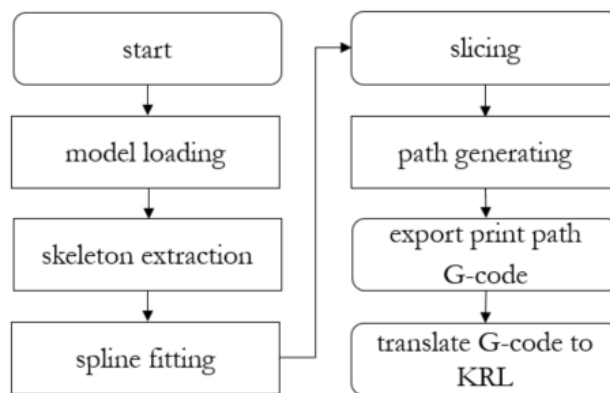 start
model loading
skeleton extraction
spline fitting
slicing
path generating
export print path
G-code
translate G-code to
KRL